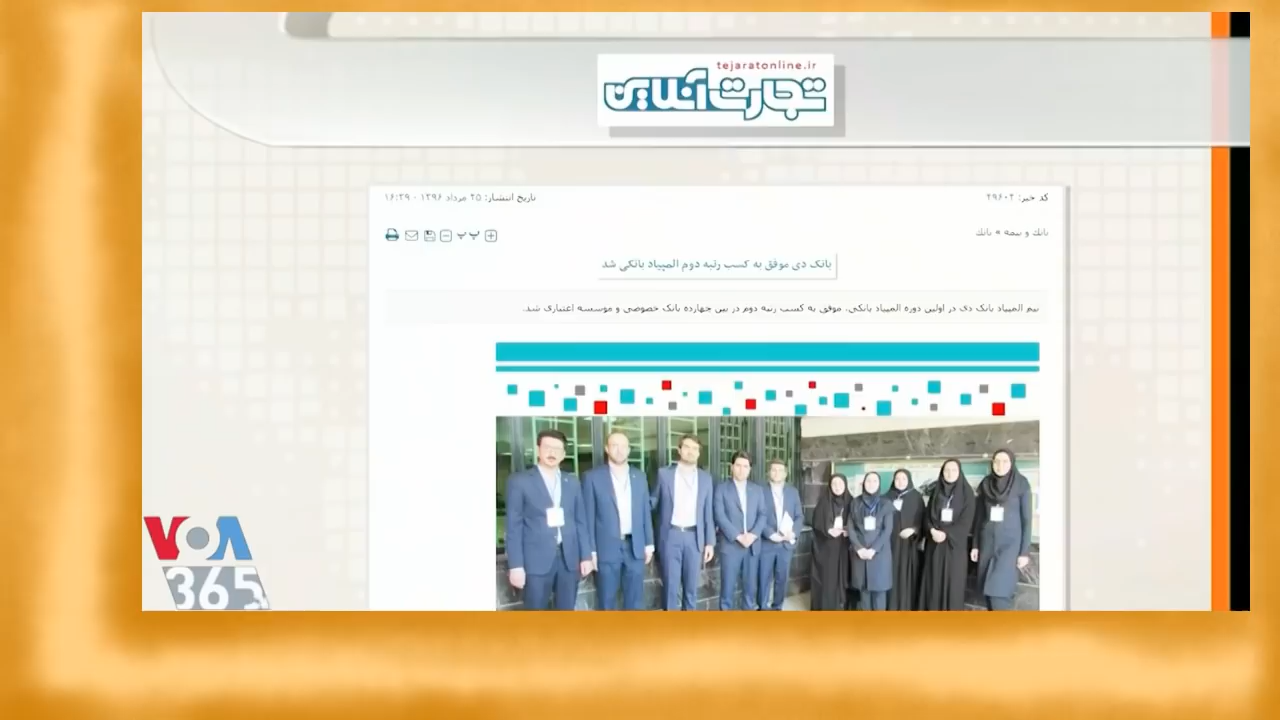 tejaratonline.ir
تجارت آنلاین
کد خبر: ۴۹۶۰۴
تاریخ انتشار: ۲۵ مرداد ۱۳۹۶ - ۱۶:۲۹
بانک و بیمه » بانک
پ پ
بانک دی موفق به کسب رتبه دوم المپیاد بانکی شد
تیم المپیاد بانک دی در اولین دوره المپیاد بانکی، موفق به کسب رتبه دوم در بین چهارده بانک خصوصی و موسسه اعتباری شد.
VOA
365